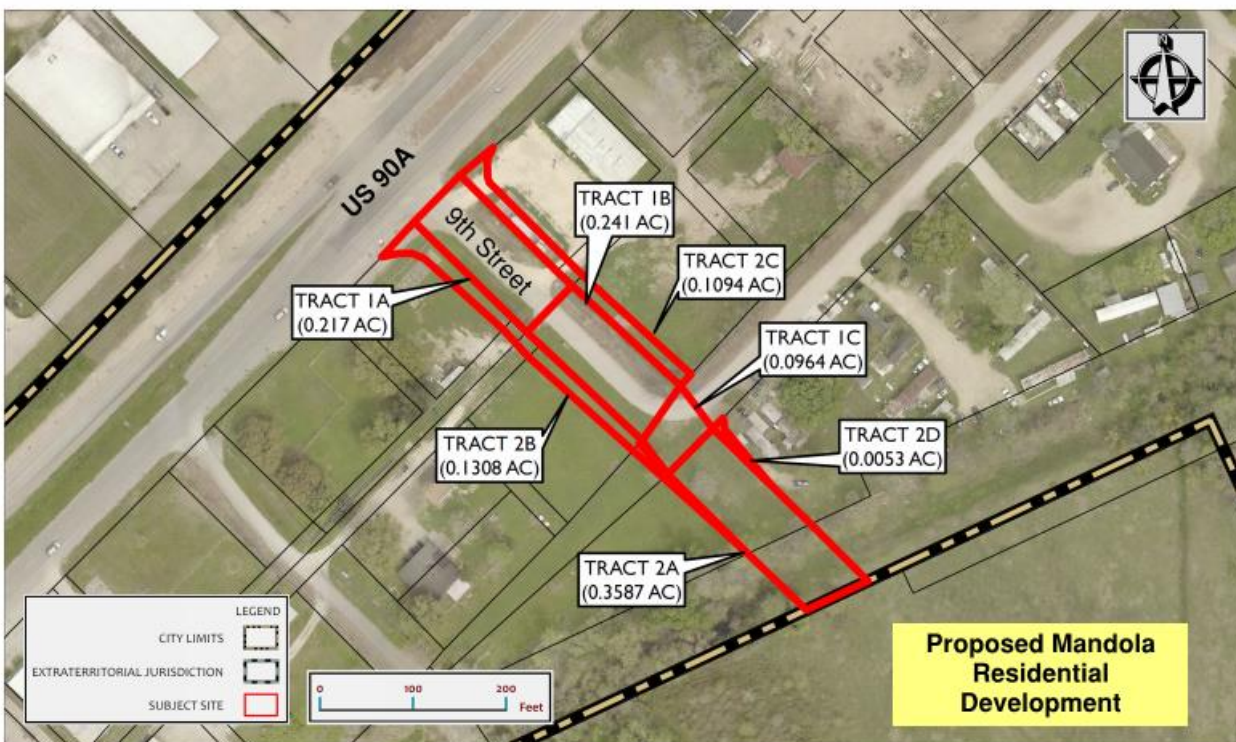 N
US 90A
9th Street
TRACT 1B
(0.241 AC)
TRACT 2C
(0.1094 AC)
TRACT 1A
(0.217 AC)
TRACT 1C
(0.0964 AC)
TRACT 2B
(0.1308 AC)
TRACT 2D
(0.0053 AC)
TRACT 2A
(0.3587 AC)
LEGEND
CITY LIMITS
EXTRATERRITORIAL JURISDICTION
SUBJECT SITE
0 100 200
Feet
Proposed Mandola
Residential
Development